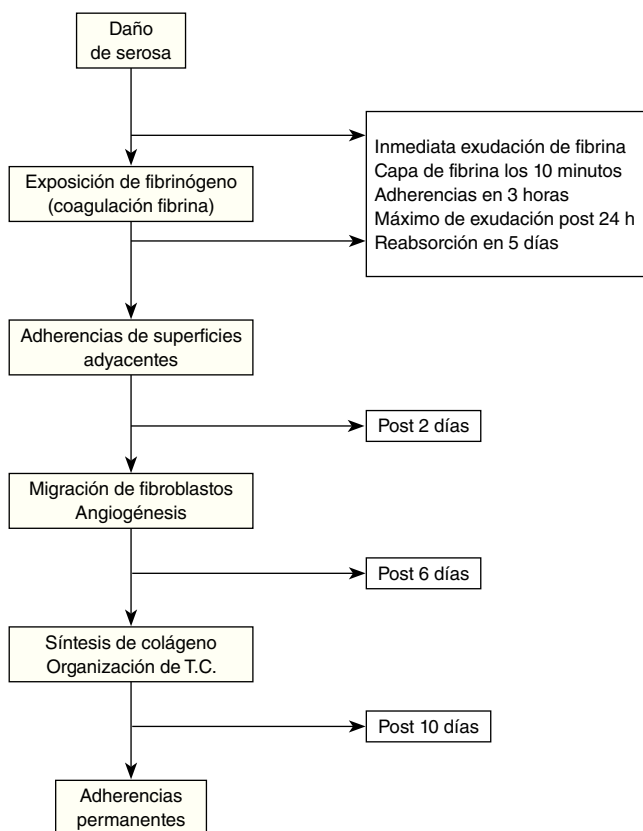 Daño
de serosa
Inmediata exudación de fibrina
Capa de fibrina los 10 minutos
Adherencias en 3 horas
Máximo de exudación post 24 h
Reabsorción en 5 días
Exposición de fibrinógeno
(coagulación fibrina)
Adherencias de superficies
adyacentes
Post 2 días
Migración de fibroblastos
Angiogénesis
Post 6 días
Síntesis de colágeno
Organización de T.C.
Post 10 días
Adherencias
permanentes